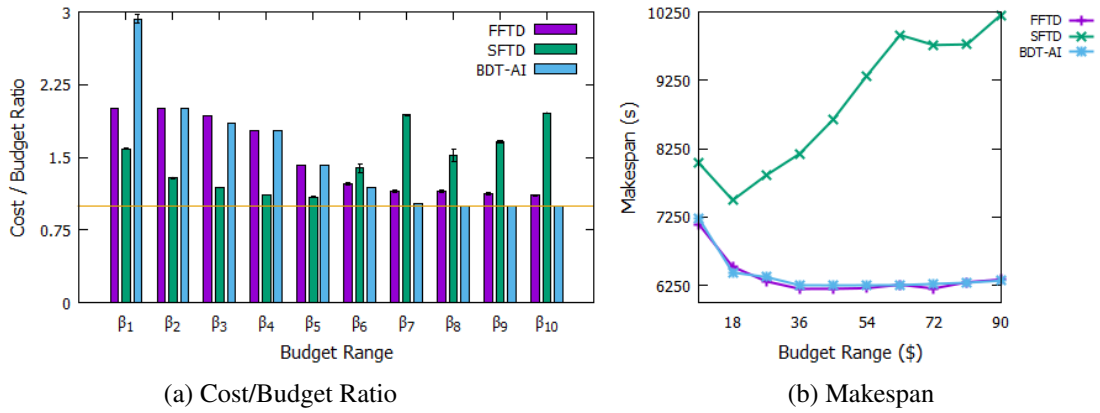 3
2.25
1.5
0.75
0
Cost / Budget Ratio
FFTD
SFTD
BDT-AI
β1 β2 β3 β4 β5 β6 β7 β8 β9 β10
Budget Range
(a) Cost/Budget Ratio
10250
9250
8250
7250
6250
Makespan (s)
FFTD
SFTD
BDT-AI
18 36 54 72 90
Budget Range ($)
(b) Makespan